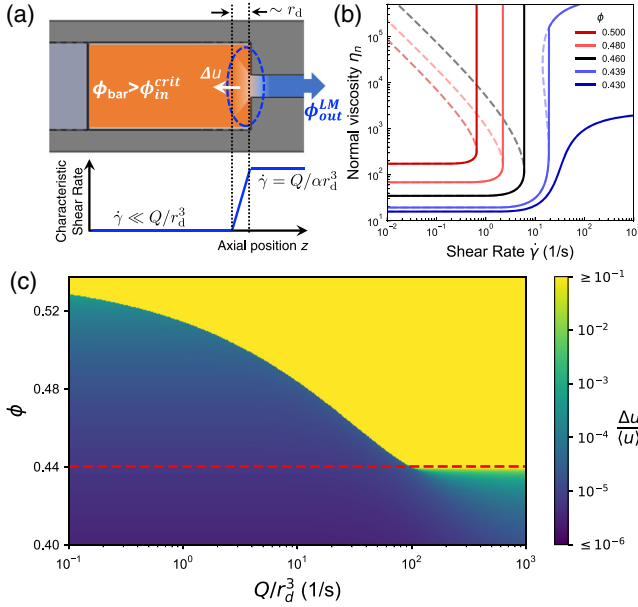 (a)
~ r_d
ϕ_bar>ϕ_in^crit
Δu
ϕ_out^LM
Characteristic
Shear Rate
γ̇ ≪ Q/r_d^3
γ̇ = Q/αr_d^3
Axial position z
(b)
Normal viscosity η_n
10^5
10^4
10^3
10^2
10^1
ϕ
0.500
0.480
0.460
0.439
0.430
10^-2 10^-1 10^0 10^1 10^2 10^3
Shear Rate γ̇ (1/s)
(c)
ϕ
0.52
0.48
0.44
0.40
10^-1 10^0 10^1 10^2 10^3
Q/r_d^3 (1/s)
≥ 10^-1
10^-2
10^-3
10^-4
10^-5
≤ 10^-6
Δu
⟨u⟩